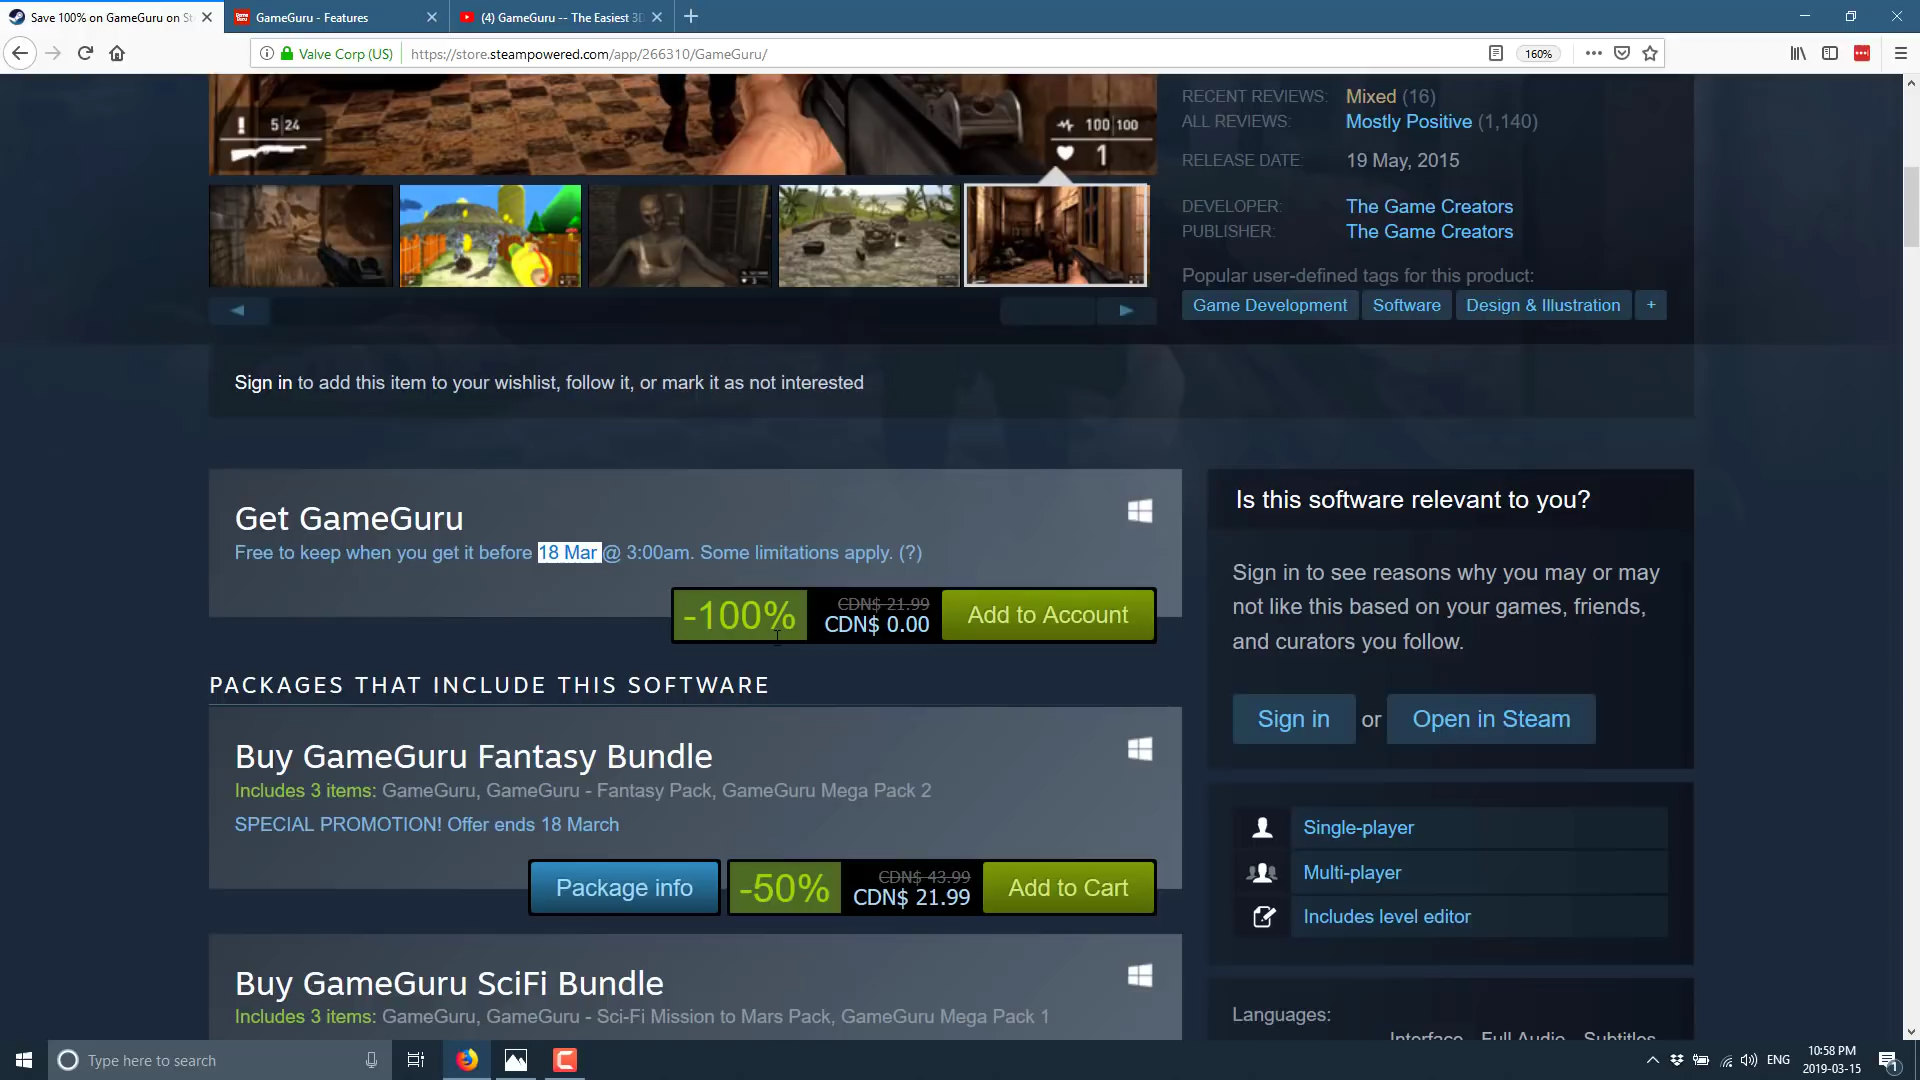 Save 100% on GameGuru on St
GameGuru - Features
(4) GameGuru -- The Easiest 3D
Valve Corp (US)
https://store.steampowered.com/app/266310/GameGuru/
160%
5|24
100|100
1
RECENT REVIEWS: Mixed (16)
ALL REVIEWS: Mostly Positive (1,140)
RELEASE DATE: 19 May, 2015
DEVELOPER: The Game Creators
PUBLISHER: The Game Creators
Popular user-defined tags for this product:
Game Development Software Design & Illustration +
Sign in to add this item to your wishlist, follow it, or mark it as not interested
Get GameGuru
Free to keep when you get it before 18 Mar @ 3:00am. Some limitations apply. (?)
-100% CDN$ 21.99 CDN$ 0.00 Add to Account
PACKAGES THAT INCLUDE THIS SOFTWARE
Buy GameGuru Fantasy Bundle
Includes 3 items: GameGuru, GameGuru - Fantasy Pack, GameGuru Mega Pack 2
SPECIAL PROMOTION! Offer ends 18 March
Package info -50% CDN$ 43.99 CDN$ 21.99 Add to Cart
Buy GameGuru SciFi Bundle
Includes 3 items: GameGuru, GameGuru - Sci-Fi Mission to Mars Pack, GameGuru Mega Pack 1
Is this software relevant to you?
Sign in to see reasons why you may or may
not like this based on your games, friends,
and curators you follow.
Sign in or Open in Steam
Single-player
Multi-player
Includes level editor
Languages:
Interface Full Audio Subtitles
Type here to search
ENG
10:58 PM
2019-03-15
1